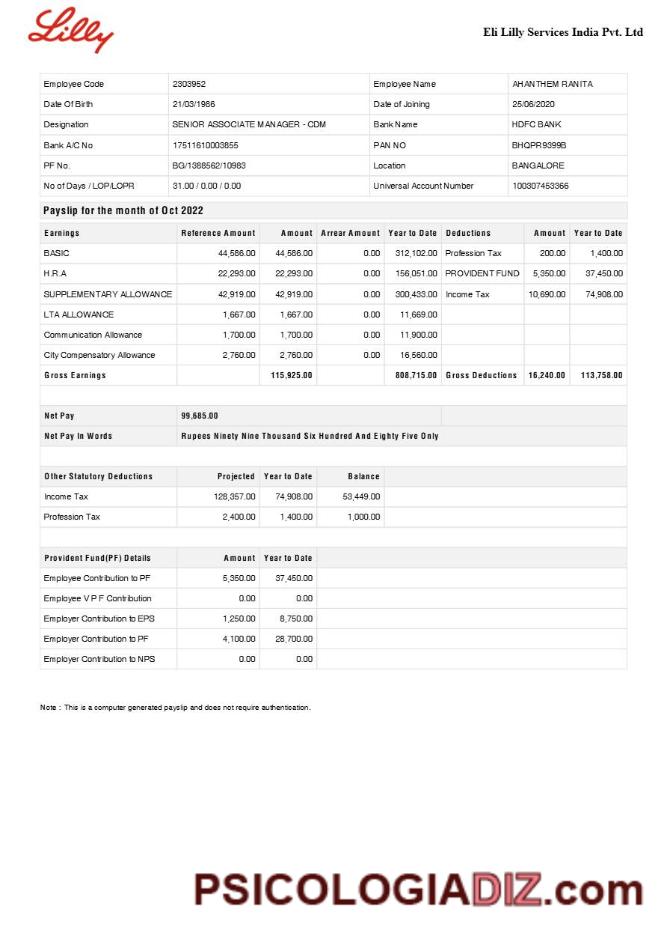 Lilly
Eli Lilly Services India Pvt. Ltd
Employee Code 2303952 Employee Name AHANTHEM RANITA
Date Of Birth 21/03/1986 Date of Joining 25/06/2020
Designation SENIOR ASSOCIATE MANAGER - CDM Bank Name HDFC BANK
Bank A/C No 17511610003855 PAN NO BHQPR9399B
PF No. BG/1388562/10983 Location BANGALORE
No of Days / LOP/LOPR 31.00 / 0.00 / 0.00 Universal Account Number 100307453366
Payslip for the month of Oct 2022
Earnings Reference Amount Amount Arrear Amount Year to Date Deductions Amount Year to Date
BASIC 44,586.00 44,586.00 0.00 312,102.00 Profession Tax 200.00 1,400.00
H.R.A 22,293.00 22,293.00 0.00 156,051.00 PROVIDENT FUND 5,350.00 37,450.00
SUPPLEMENTARY ALLOWANCE 42,919.00 42,919.00 0.00 300,433.00 Income Tax 10,690.00 74,908.00
LTA ALLOWANCE 1,667.00 1,667.00 0.00 11,669.00
Communication Allowance 1,700.00 1,700.00 0.00 11,900.00
City Compensatory Allowance 2,760.00 2,760.00 0.00 16,560.00
Gross Earnings 115,925.00 808,715.00 Gross Deductions 16,240.00 113,758.00
Net Pay 99,685.00
Net Pay In Words Rupees Ninety Nine Thousand Six Hundred And Eighty Five Only
Other Statutory Deductions Projected Year to Date Balance
Income Tax 128,357.00 74,908.00 53,449.00
Profession Tax 2,400.00 1,400.00 1,000.00
Provident Fund(PF) Details Amount Year to Date
Employee Contribution to PF 5,350.00 37,450.00
Employee V P F Contribution 0.00 0.00
Employer Contribution to EPS 1,250.00 8,750.00
Employer Contribution to PF 4,100.00 28,700.00
Employer Contribution to NPS 0.00 0.00
Note : This is a computer generated payslip and does not require authentication.
PSICOLOGIADIZ.com